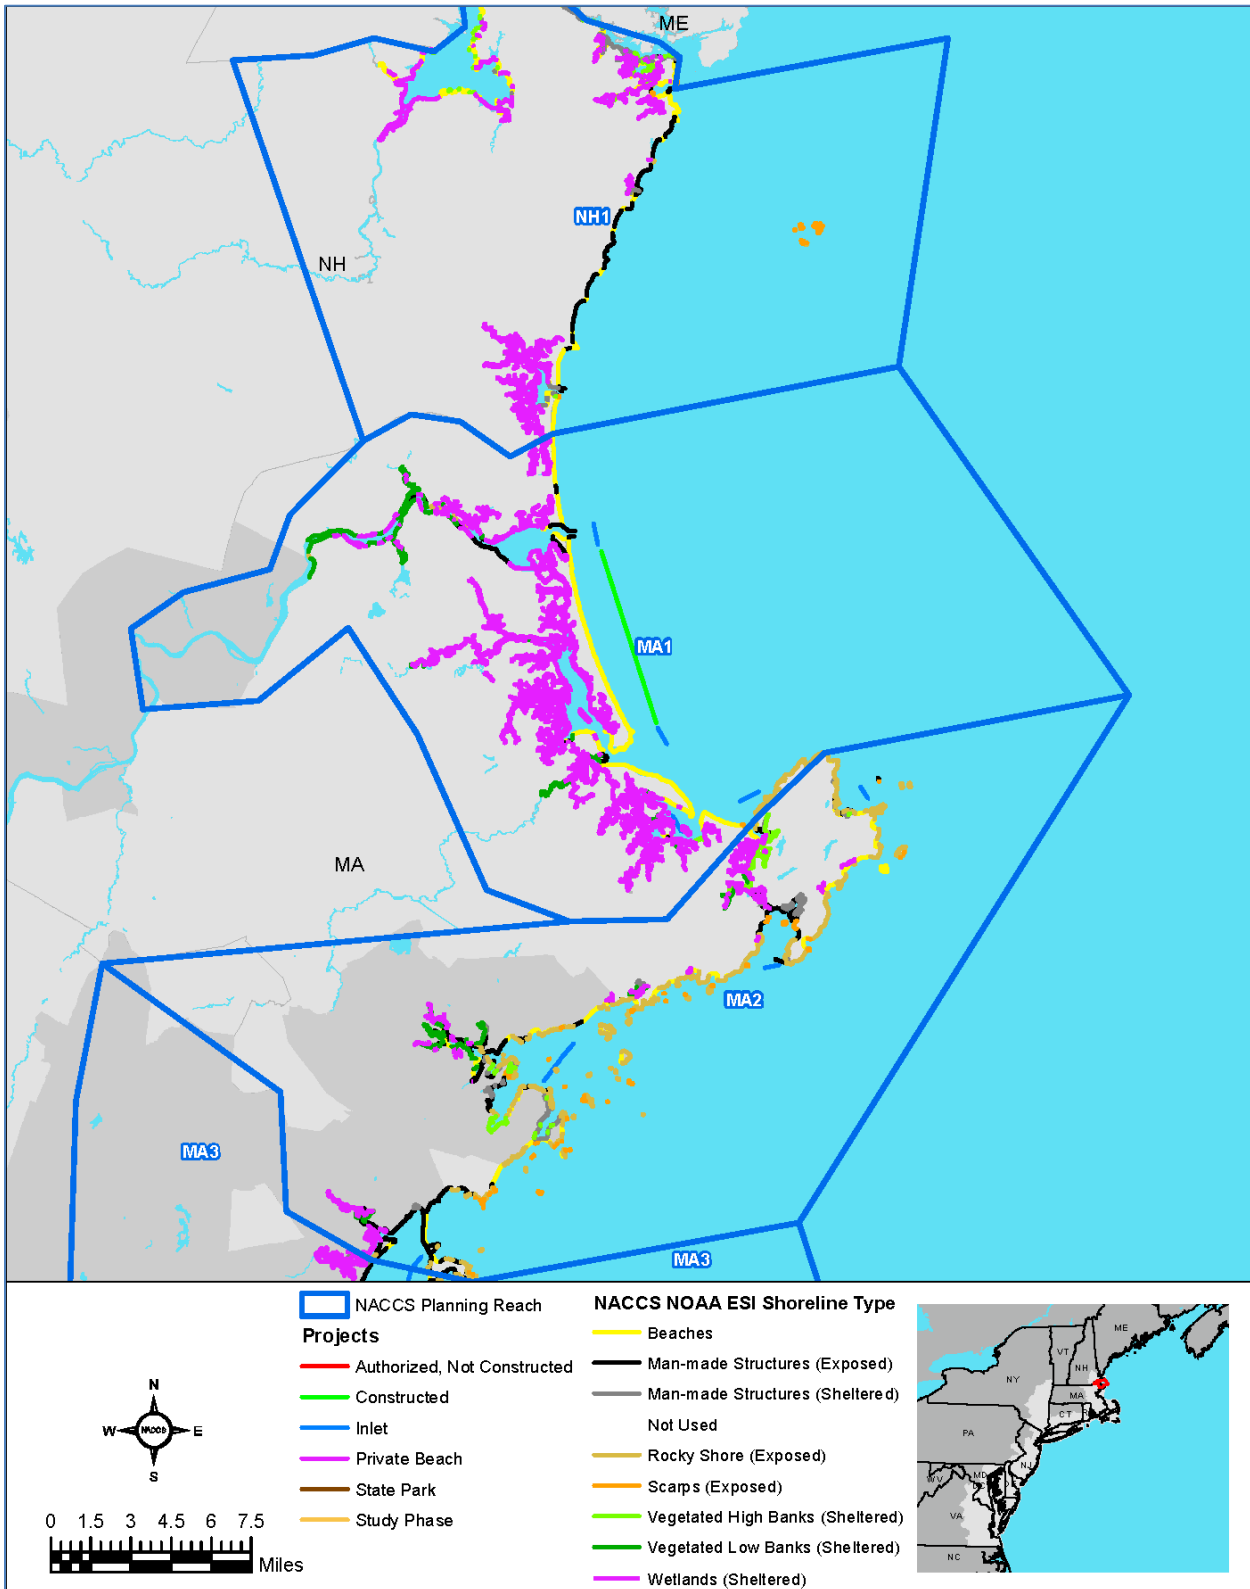 ME
NH1
NH
MA1
MA
MA2
MA3
MA3
NACCS Planning Reach
Projects
Authorized, Not Constructed
Constructed
Inlet
Private Beach
State Park
Study Phase
NACCS NOAA ESI Shoreline Type
Beaches
Man-made Structures (Exposed)
Man-made Structures (Sheltered)
Not Used
Rocky Shore (Exposed)
Scarps (Exposed)
Vegetated High Banks (Sheltered)
Vegetated Low Banks (Sheltered)
Wetlands (Sheltered)
N
W NACCS E
S
0 1.5 3 4.5 6 7.5
Miles
ME
VT
NH
NY
MA
CT
PA
NJ
MD
WV
VA
NC